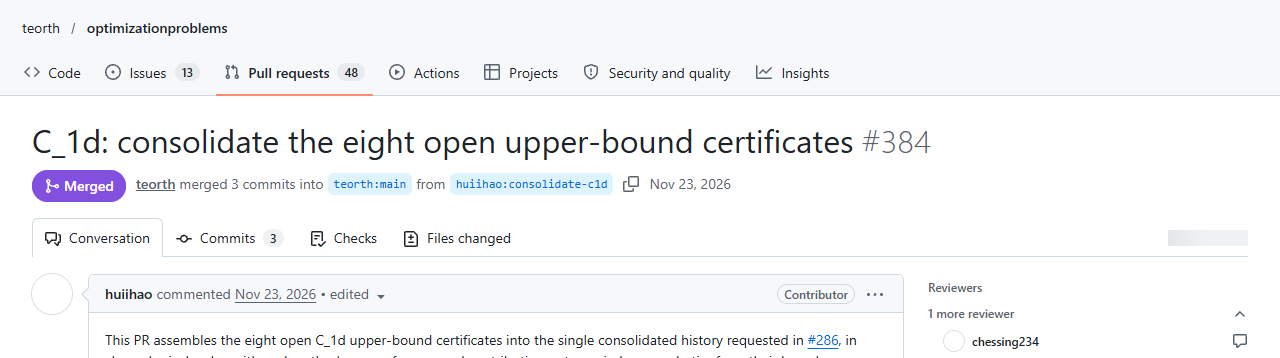 teorth / optimizationproblems
Code Issues 13 Pull requests 48 Actions Projects Security and quality Insights
C_1d: consolidate the eight open upper-bound certificates #384
Merged teorth merged 3 commits into teorth:main from huiihao:consolidate-c1d Nov 23, 2026
Conversation Commits 3 Checks Files changed
huiihao commented Nov 23, 2026 • edited Contributor
Reviewers
1 more reviewer
This PR assembles the eight open C_1d upper-bound certificates into the single consolidated history requested in #286, in
chessing234